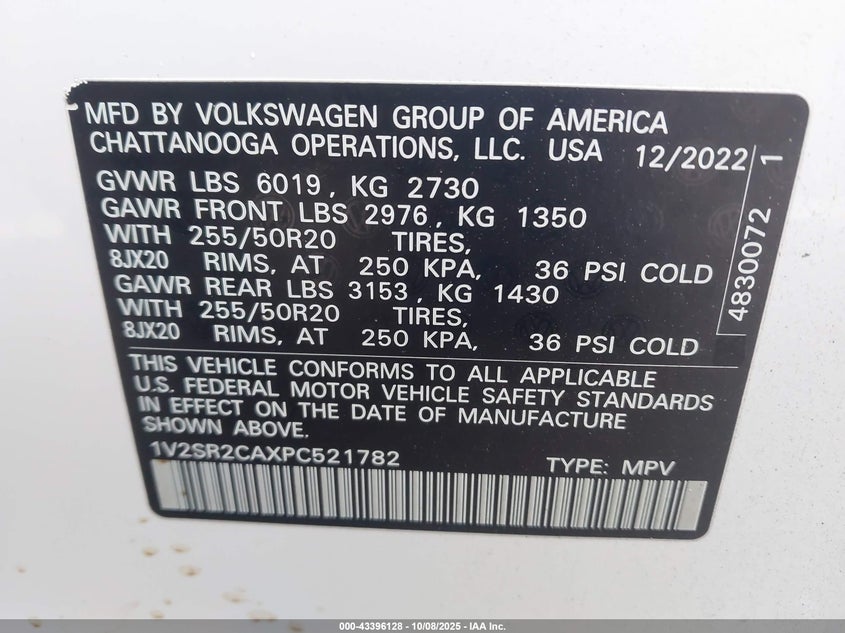 MFD BY VOLKSWAGEN GROUP OF AMERICA
CHATTANOOGA OPERATIONS, LLC. USA 12/2022
GVWR LBS 6019, KG 2730
GAWR FRONT LBS 2976, KG 1350
WITH 255/50R20 TIRES,
8JX20 RIMS, AT 250 KPA, 36 PSI COLD
GAWR REAR LBS 3153, KG 1430
WITH 255/50R20 TIRES,
8JX20 RIMS, AT 250 KPA, 36 PSI COLD
THIS VEHICLE CONFORMS TO ALL APPLICABLE
U.S. FEDERAL MOTOR VEHICLE SAFETY STANDARDS
IN EFFECT ON THE DATE OF MANUFACTURE
SHOWN ABOVE.
1V2SR2CAXPC521782 TYPE: MPV
4830072 1
000-43396128 - 10/08/2025 - IAA Inc.